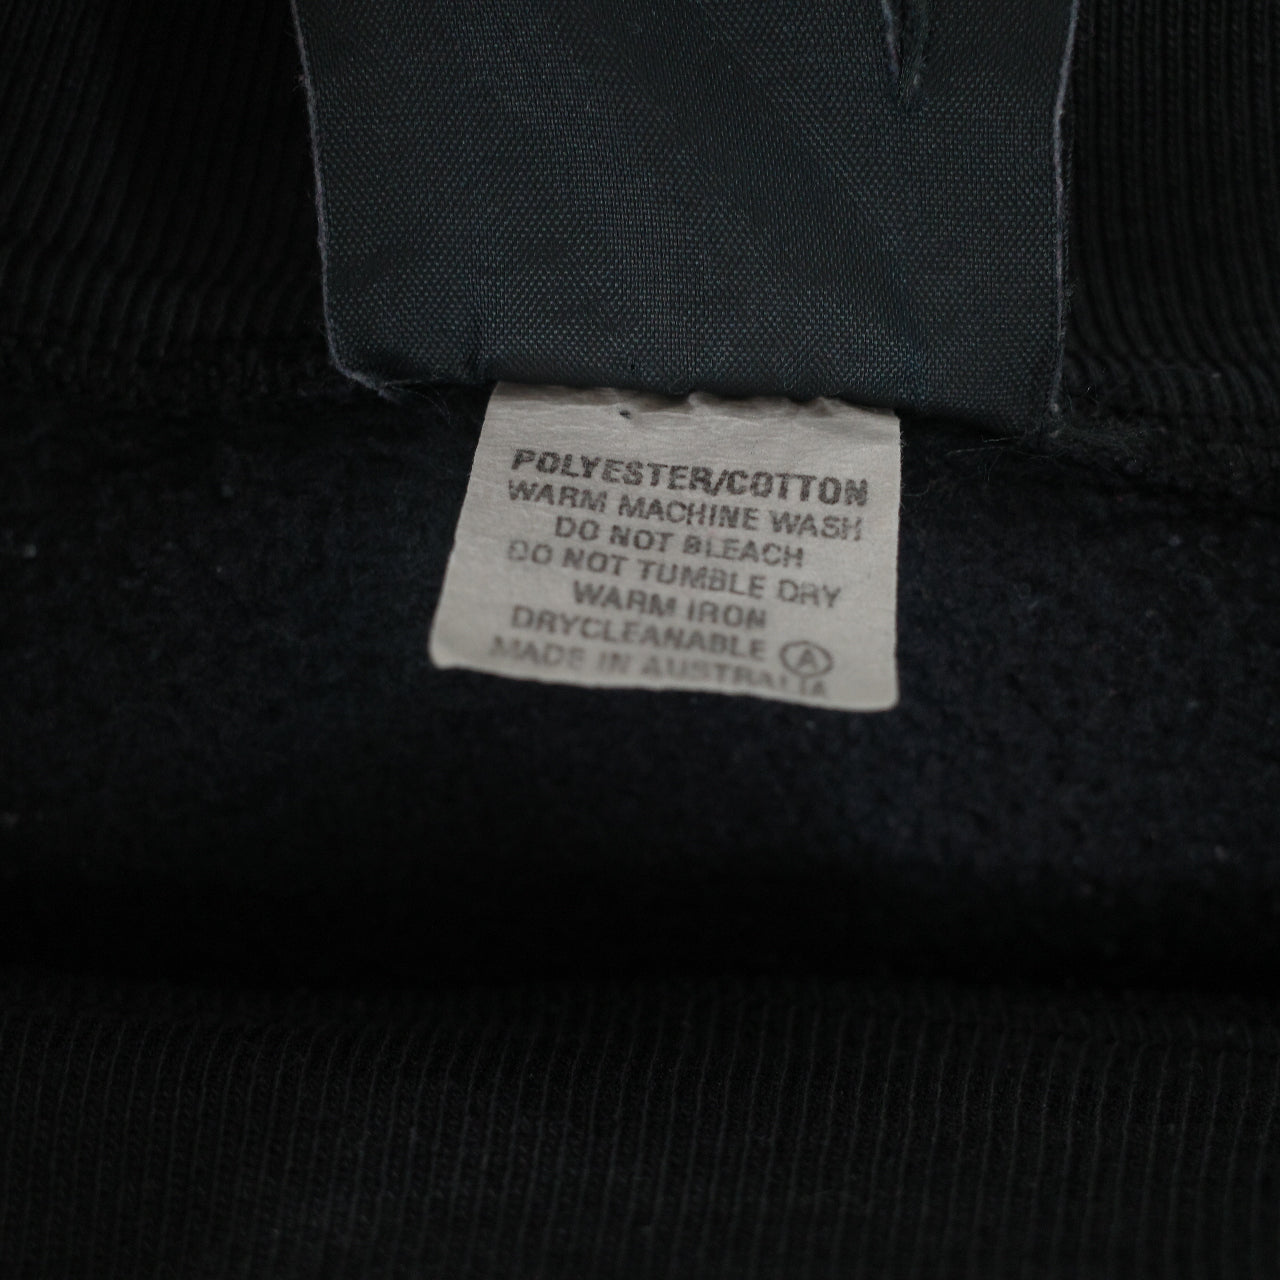 POLYESTER/COTTON
WARM MACHINE WASH
DO NOT BLEACH
DO NOT TUMBLE DRY
WARM IRON
DRYCLEANABLE Ⓐ
MADE IN AUSTRALIA